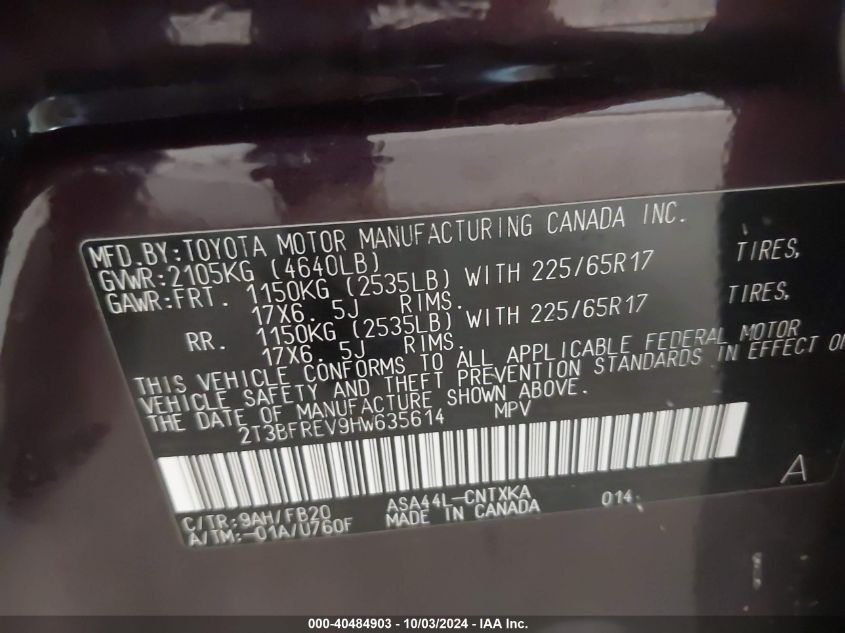 MFD.BY:TOYOTA MOTOR MANUFACTURING CANADA INC.
GVWR:2105KG (4640LB)
GAWR:FRT. 1150KG (2535LB) WITH 225/65R17 TIRES,
17X6. 5J RIMS.
RR. 1150KG (2535LB) WITH 225/65R17 TIRES,
17X6. 5J RIMS.
THIS VEHICLE CONFORMS TO ALL APPLICABLE FEDERAL MOTOR
VEHICLE SAFETY AND THEFT PREVENTION STANDARDS IN EFFECT
THE DATE OF MANUFACTURE SHOWN ABOVE.
2T3BFREV9HW635614 MPV
A
C/TR:9AH/FB20 ASA44L-CNTXKA 014
A/TM:-01A/U760F MADE IN CANADA
000-40484903 - 10/03/2024 - IAA Inc.